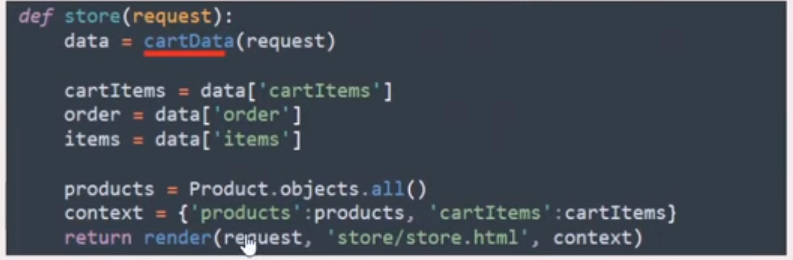 def store(request):
    data = cartData(request)

    cartItems = data['cartItems']
    order = data['order']
    items = data['items']

    products = Product.objects.all()
    context = {'products':products, 'cartItems':cartItems}
    return render(request, 'store/store.html', context)